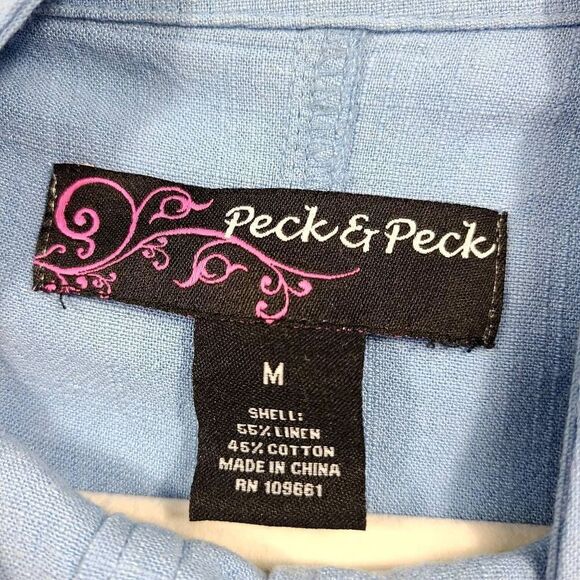 Peck & Peck
M
SHELL:
55% LINEN
45% COTTON
MADE IN CHINA
RN 109661